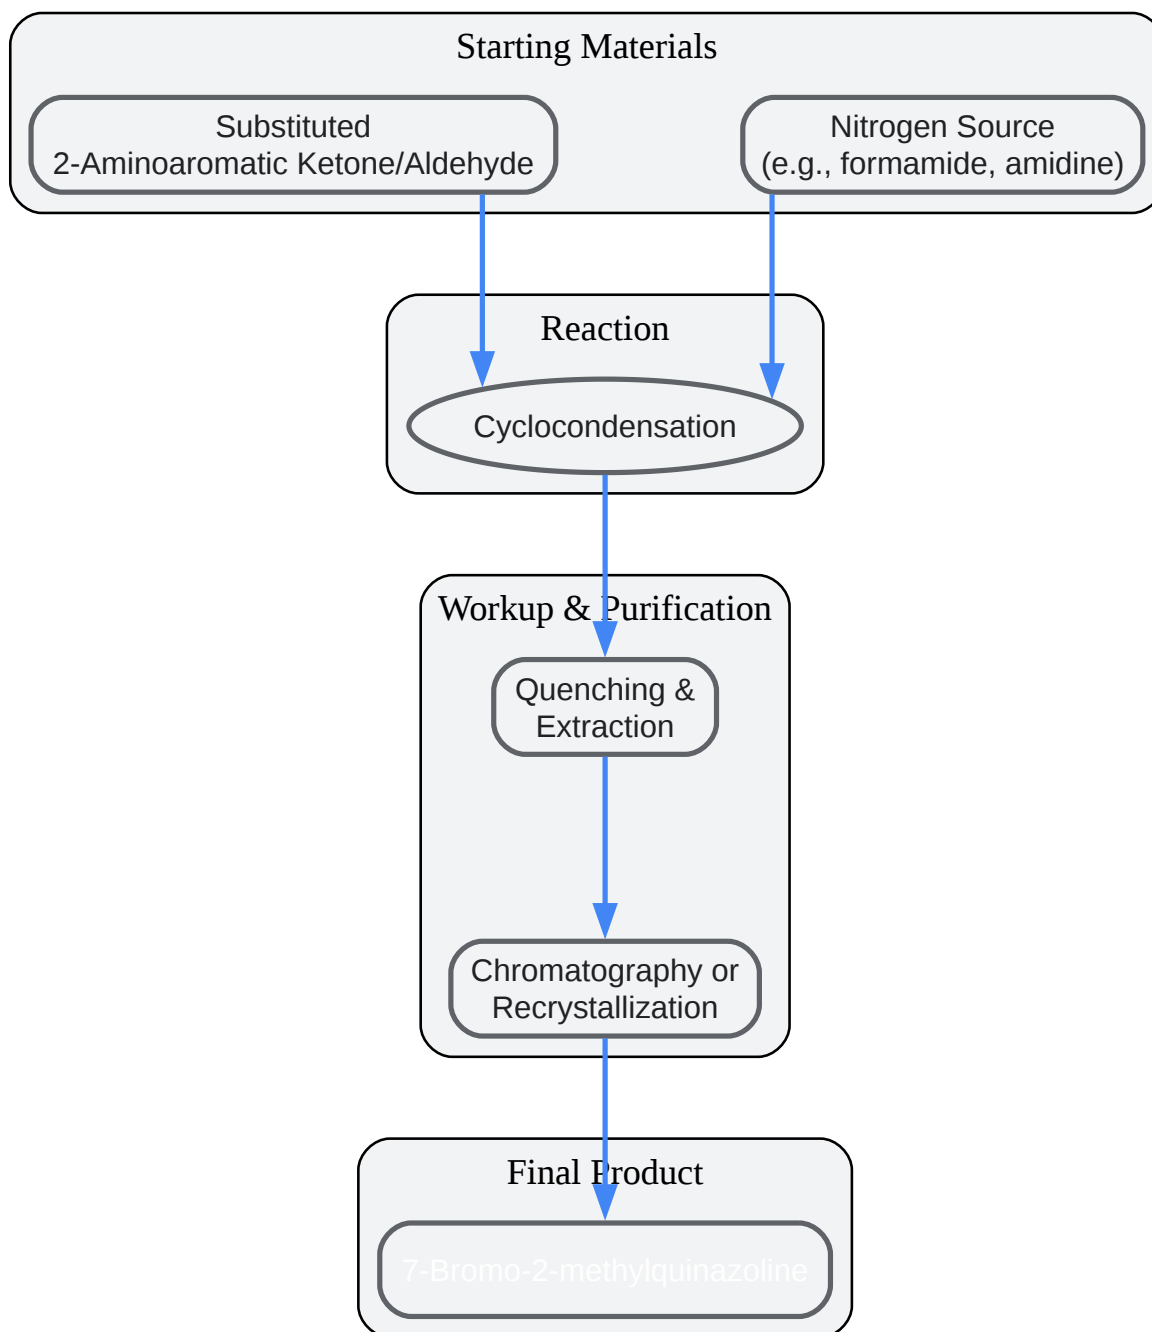 Starting Materials
Substituted
2-Aminoaromatic Ketone/Aldehyde
Nitrogen Source
(e.g., formamide, amidine)
Reaction
Cyclocondensation
Workup & Purification
Quenching &
Extraction
Chromatography or
Recrystallization
Final Product
7-Bromo-2-methylquinazoline